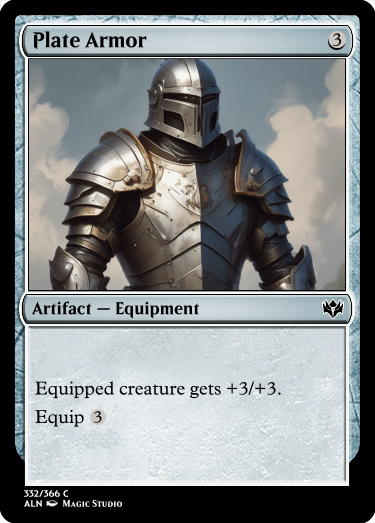 Plate Armor 3
Artifact — Equipment
Equipped creature gets +3/+3.
Equip 3
332/366 C
ALN Magic Studio